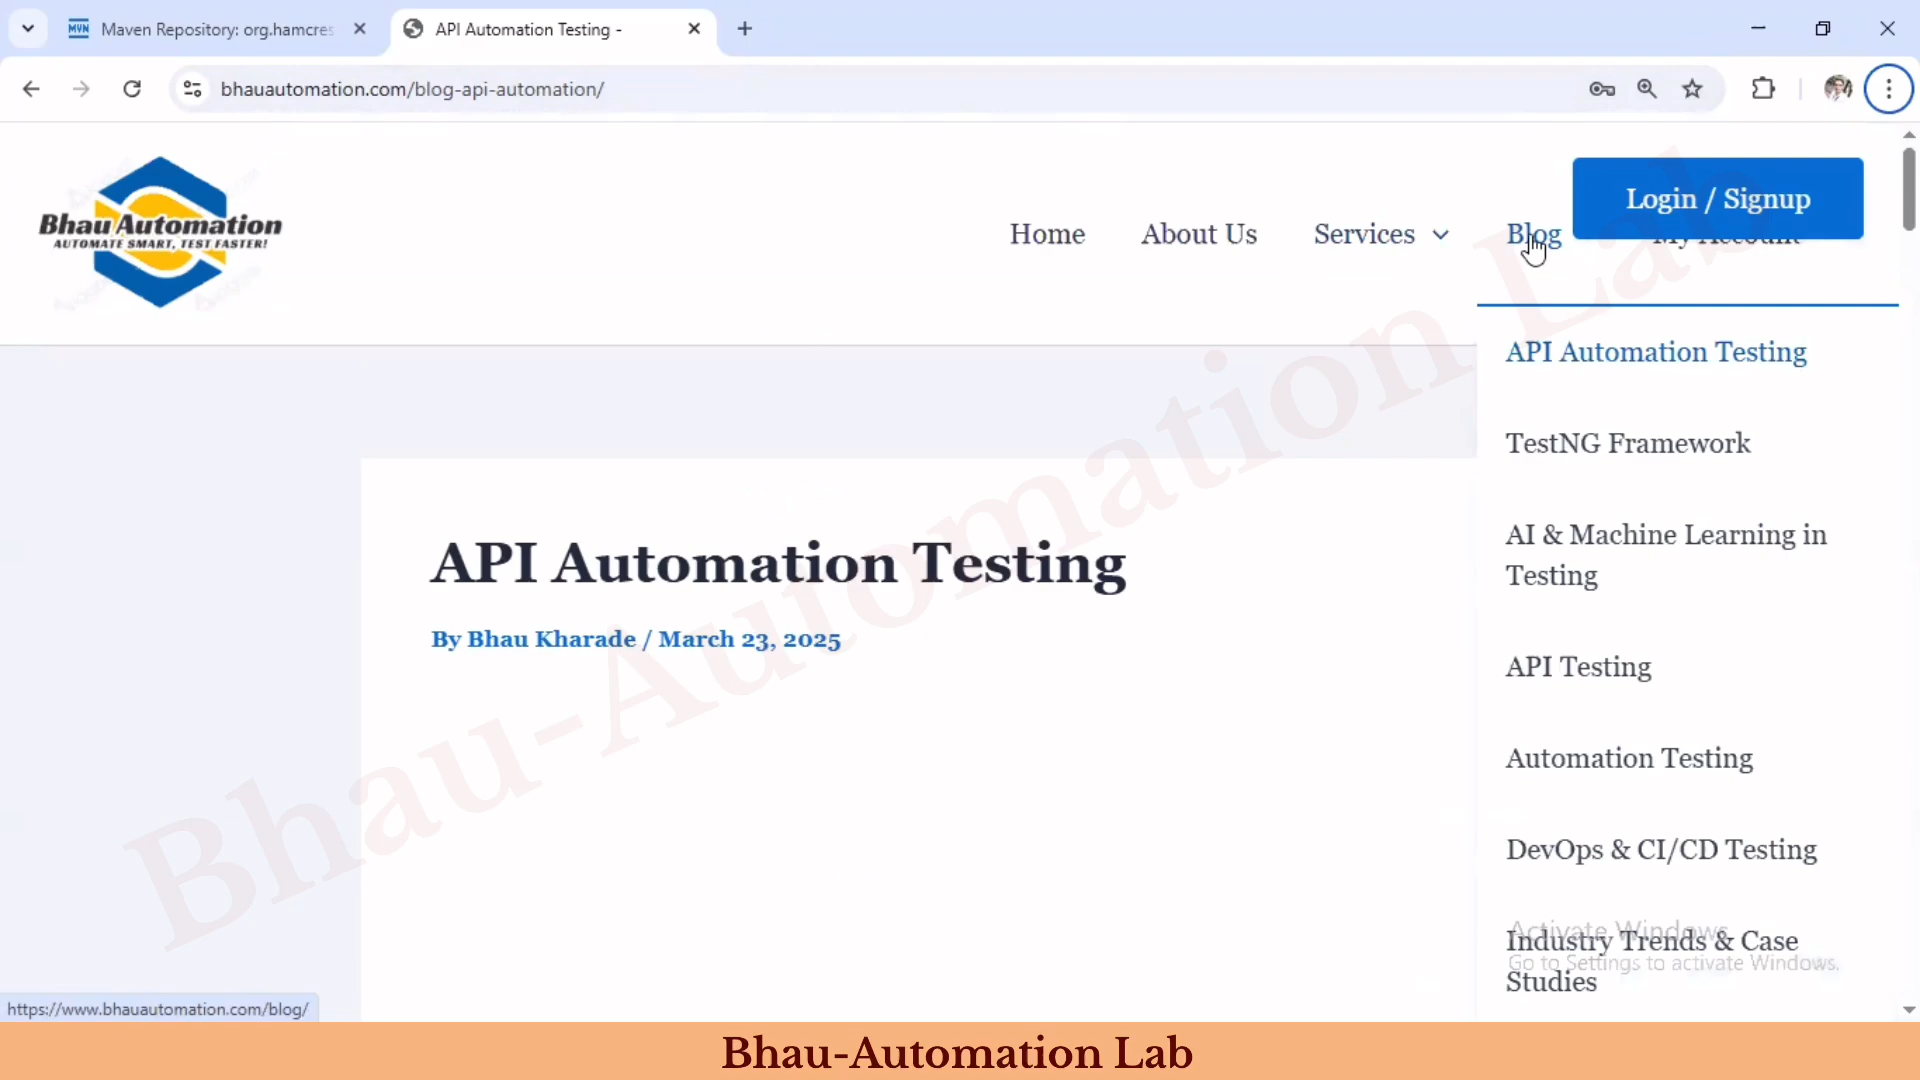 MVN Maven Repository: org.hamcres
API Automation Testing -
bhauautomation.com/blog-api-automation/
Bhau Automation
AUTOMATE SMART, TEST FASTER!
Home
About Us
Services
Blog
My Account
Login / Signup
API Automation Testing
TestNG Framework
AI & Machine Learning in
Testing
API Testing
Automation Testing
DevOps & CI/CD Testing
Industry Trends & Case
Studies
Activate Windows
Go to Settings to activate Windows.
API Automation Testing
By Bhau Kharade / March 23, 2025
Bhau-Automation Lab
https://www.bhauautomation.com/blog/
Bhau-Automation Lab